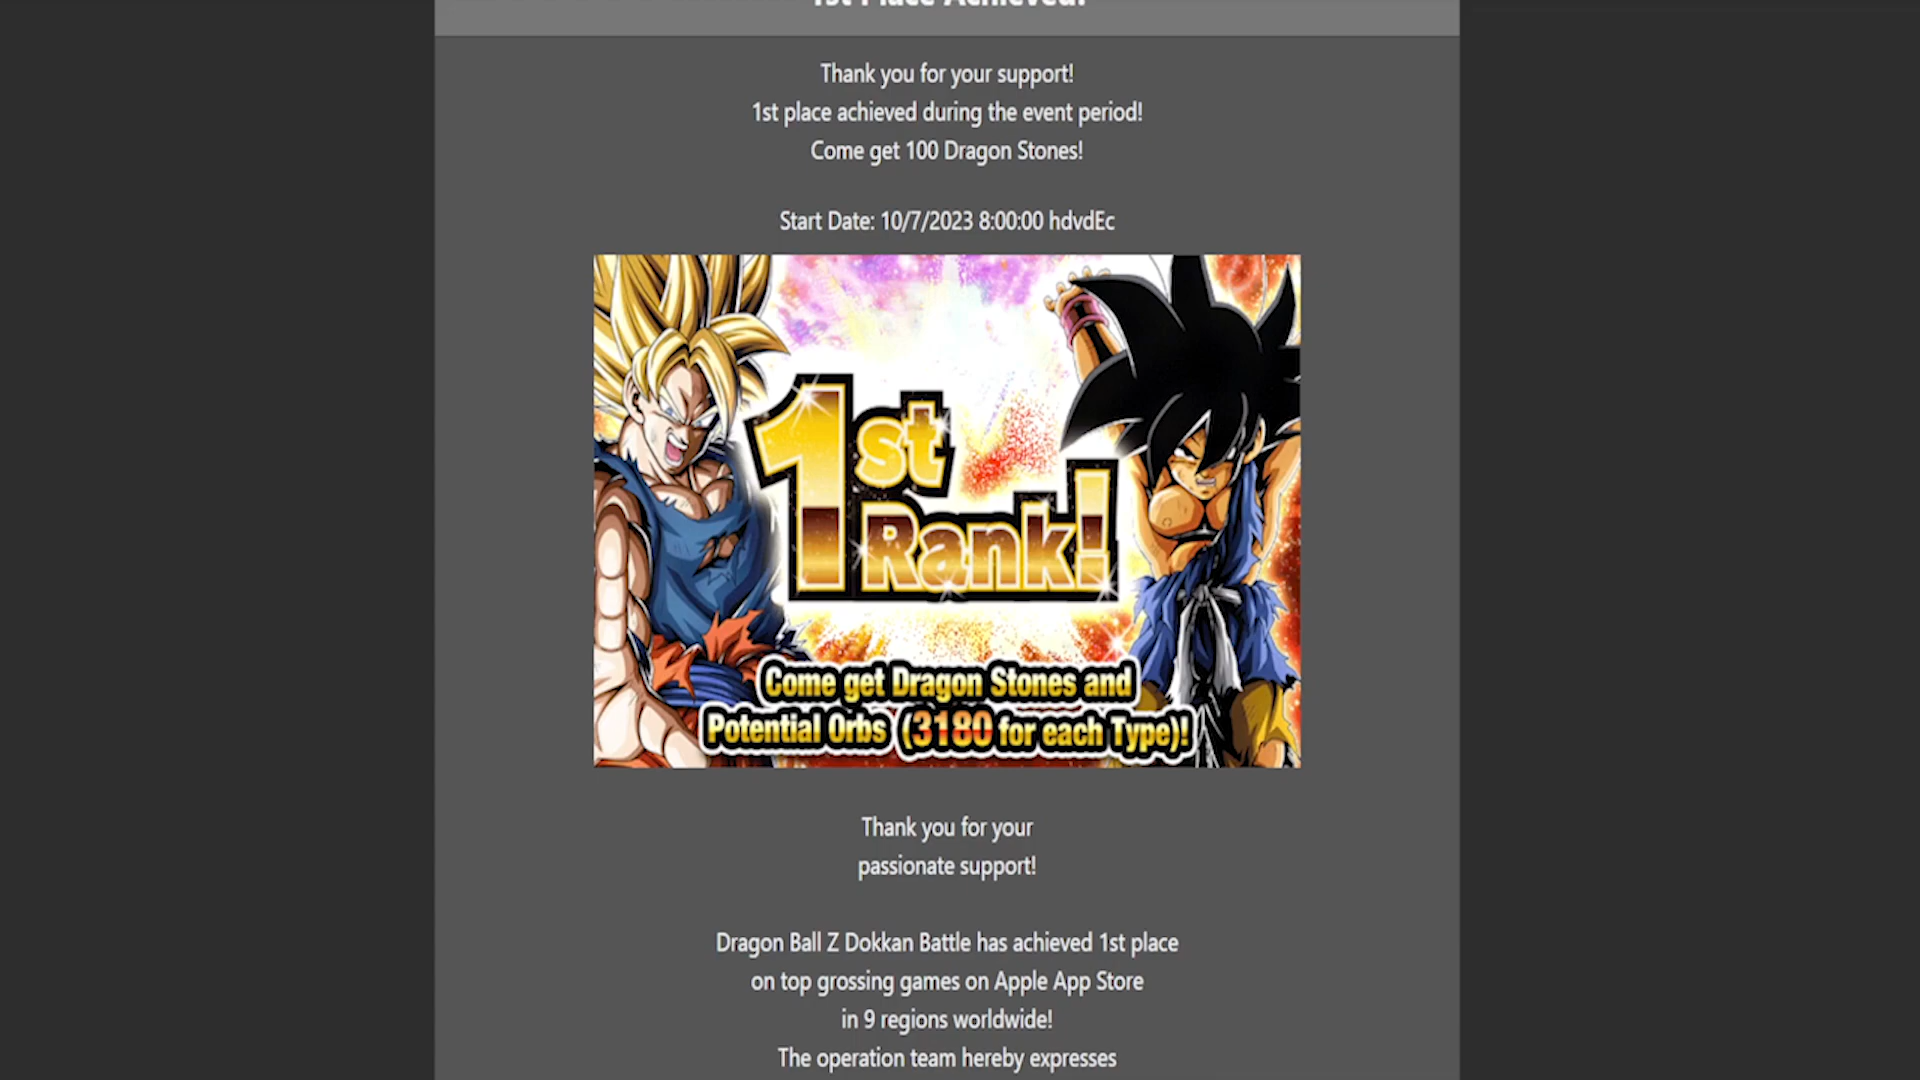 1st Place Achieved!
Thank you for your support!
1st place achieved during the event period!
Come get 100 Dragon Stones!
Start Date: 10/7/2023 8:00:00 hdvdEc
1st
Rank!
Come get Dragon Stones and
Potential Orbs (3180 for each Type)!
Thank you for your
passionate support!
Dragon Ball Z Dokkan Battle has achieved 1st place
on top grossing games on Apple App Store
in 9 regions worldwide!
The operation team hereby expresses